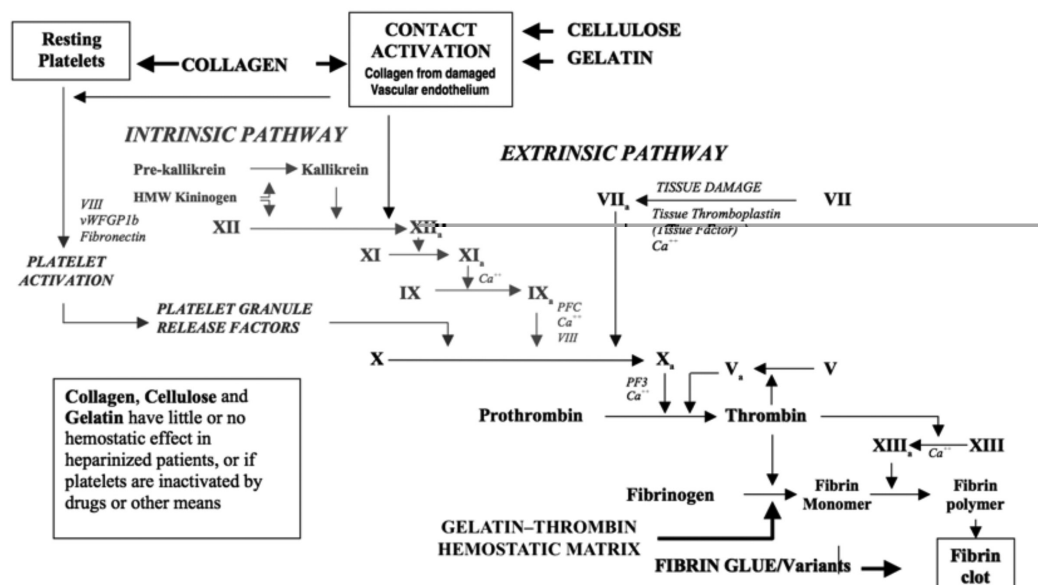 Resting
Platelets
COLLAGEN
CONTACT
ACTIVATION
Collagen from damaged
Vascular endothelium
CELLULOSE
GELATIN
INTRINSIC PATHWAY
Pre-kallikrein
Kallikrein
HMW Kininogen
XII
XIIa
XI
XIa
Ca++
IX
IXa
PFC
Ca++
VIII
EXTRINSIC PATHWAY
VIIa
TISSUE DAMAGE
VII
Tissue Thromboplastin
(Tissue Factor)
Ca++
VIII
vWFGP1b
Fibronectin
PLATELET
ACTIVATION
PLATELET GRANULE
RELEASE FACTORS
X
Xa
Va
V
PF3
Ca++
Prothrombin
Thrombin
XIIIa
Ca++
XIII
Fibrinogen
Fibrin
Monomer
Fibrin
polymer
GELATIN–THROMBIN
HEMOSTATIC MATRIX
FIBRIN GLUE/Variants
Fibrin
clot
Collagen, Cellulose and
Gelatin have little or no
hemostatic effect in
heparinized patients, or if
platelets are inactivated by
drugs or other means